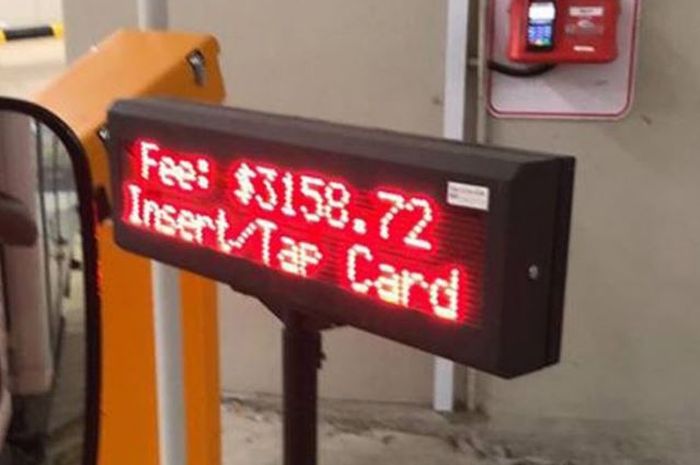 Fee: $3158.72
Insert/Tap Card